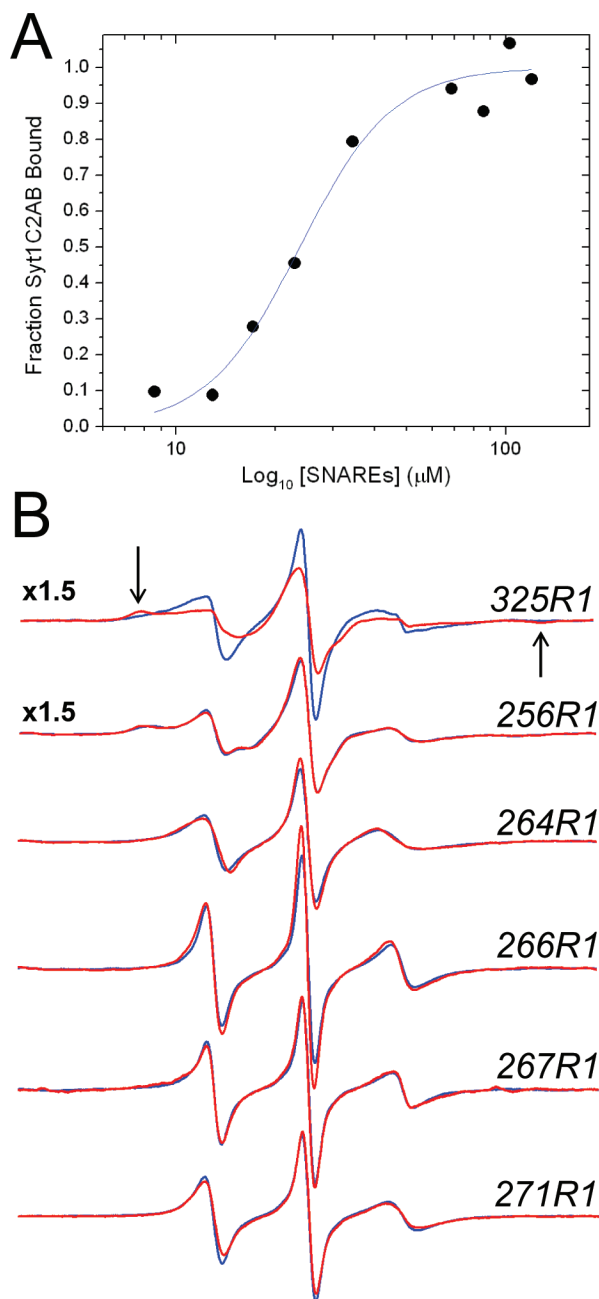 A
Fraction Syt1C2AB Bound
1.0
0.9
0.8
0.7
0.6
0.5
0.4
0.3
0.2
0.1
0.0
10 100
Log10 [SNAREs] (μM)
B
x1.5 325R1
x1.5 256R1
264R1
266R1
267R1
271R1